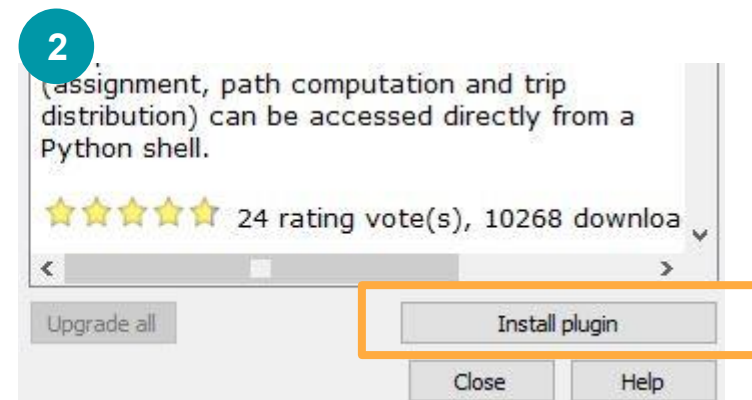 2
(assignment, path computation and trip
distribution) can be accessed directly from a
Python shell.
24 rating vote(s), 10268 downloa
Upgrade all
Install plugin
Close
Help